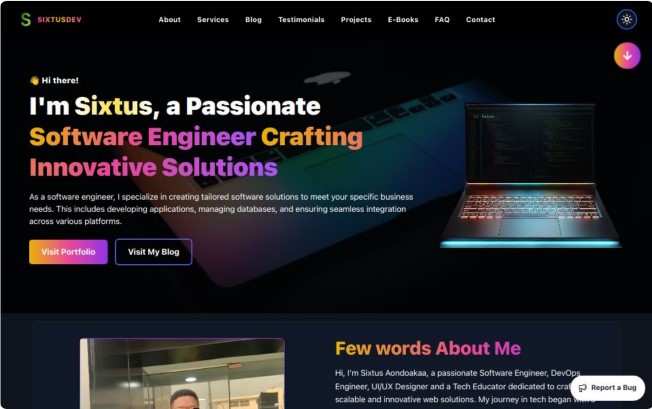 SIXTUSDEV
About Services Blog Testimonials Projects E-Books FAQ Contact
👋 Hi there!
I'm Sixtus, a Passionate
Software Engineer Crafting
Innovative Solutions
As a software engineer, I specialize in creating tailored software solutions to meet your specific business
needs. This includes developing applications, managing databases, and ensuring seamless integration
across various platforms.
Visit Portfolio Visit My Blog
Few words About Me
Hi, I'm Sixtus Aondoakaa, a passionate Software Engineer, DevOps
Engineer, UI/UX Designer and a Tech Educator dedicated to
scalable and innovative web solutions. My journey in tech began
Report a Bug